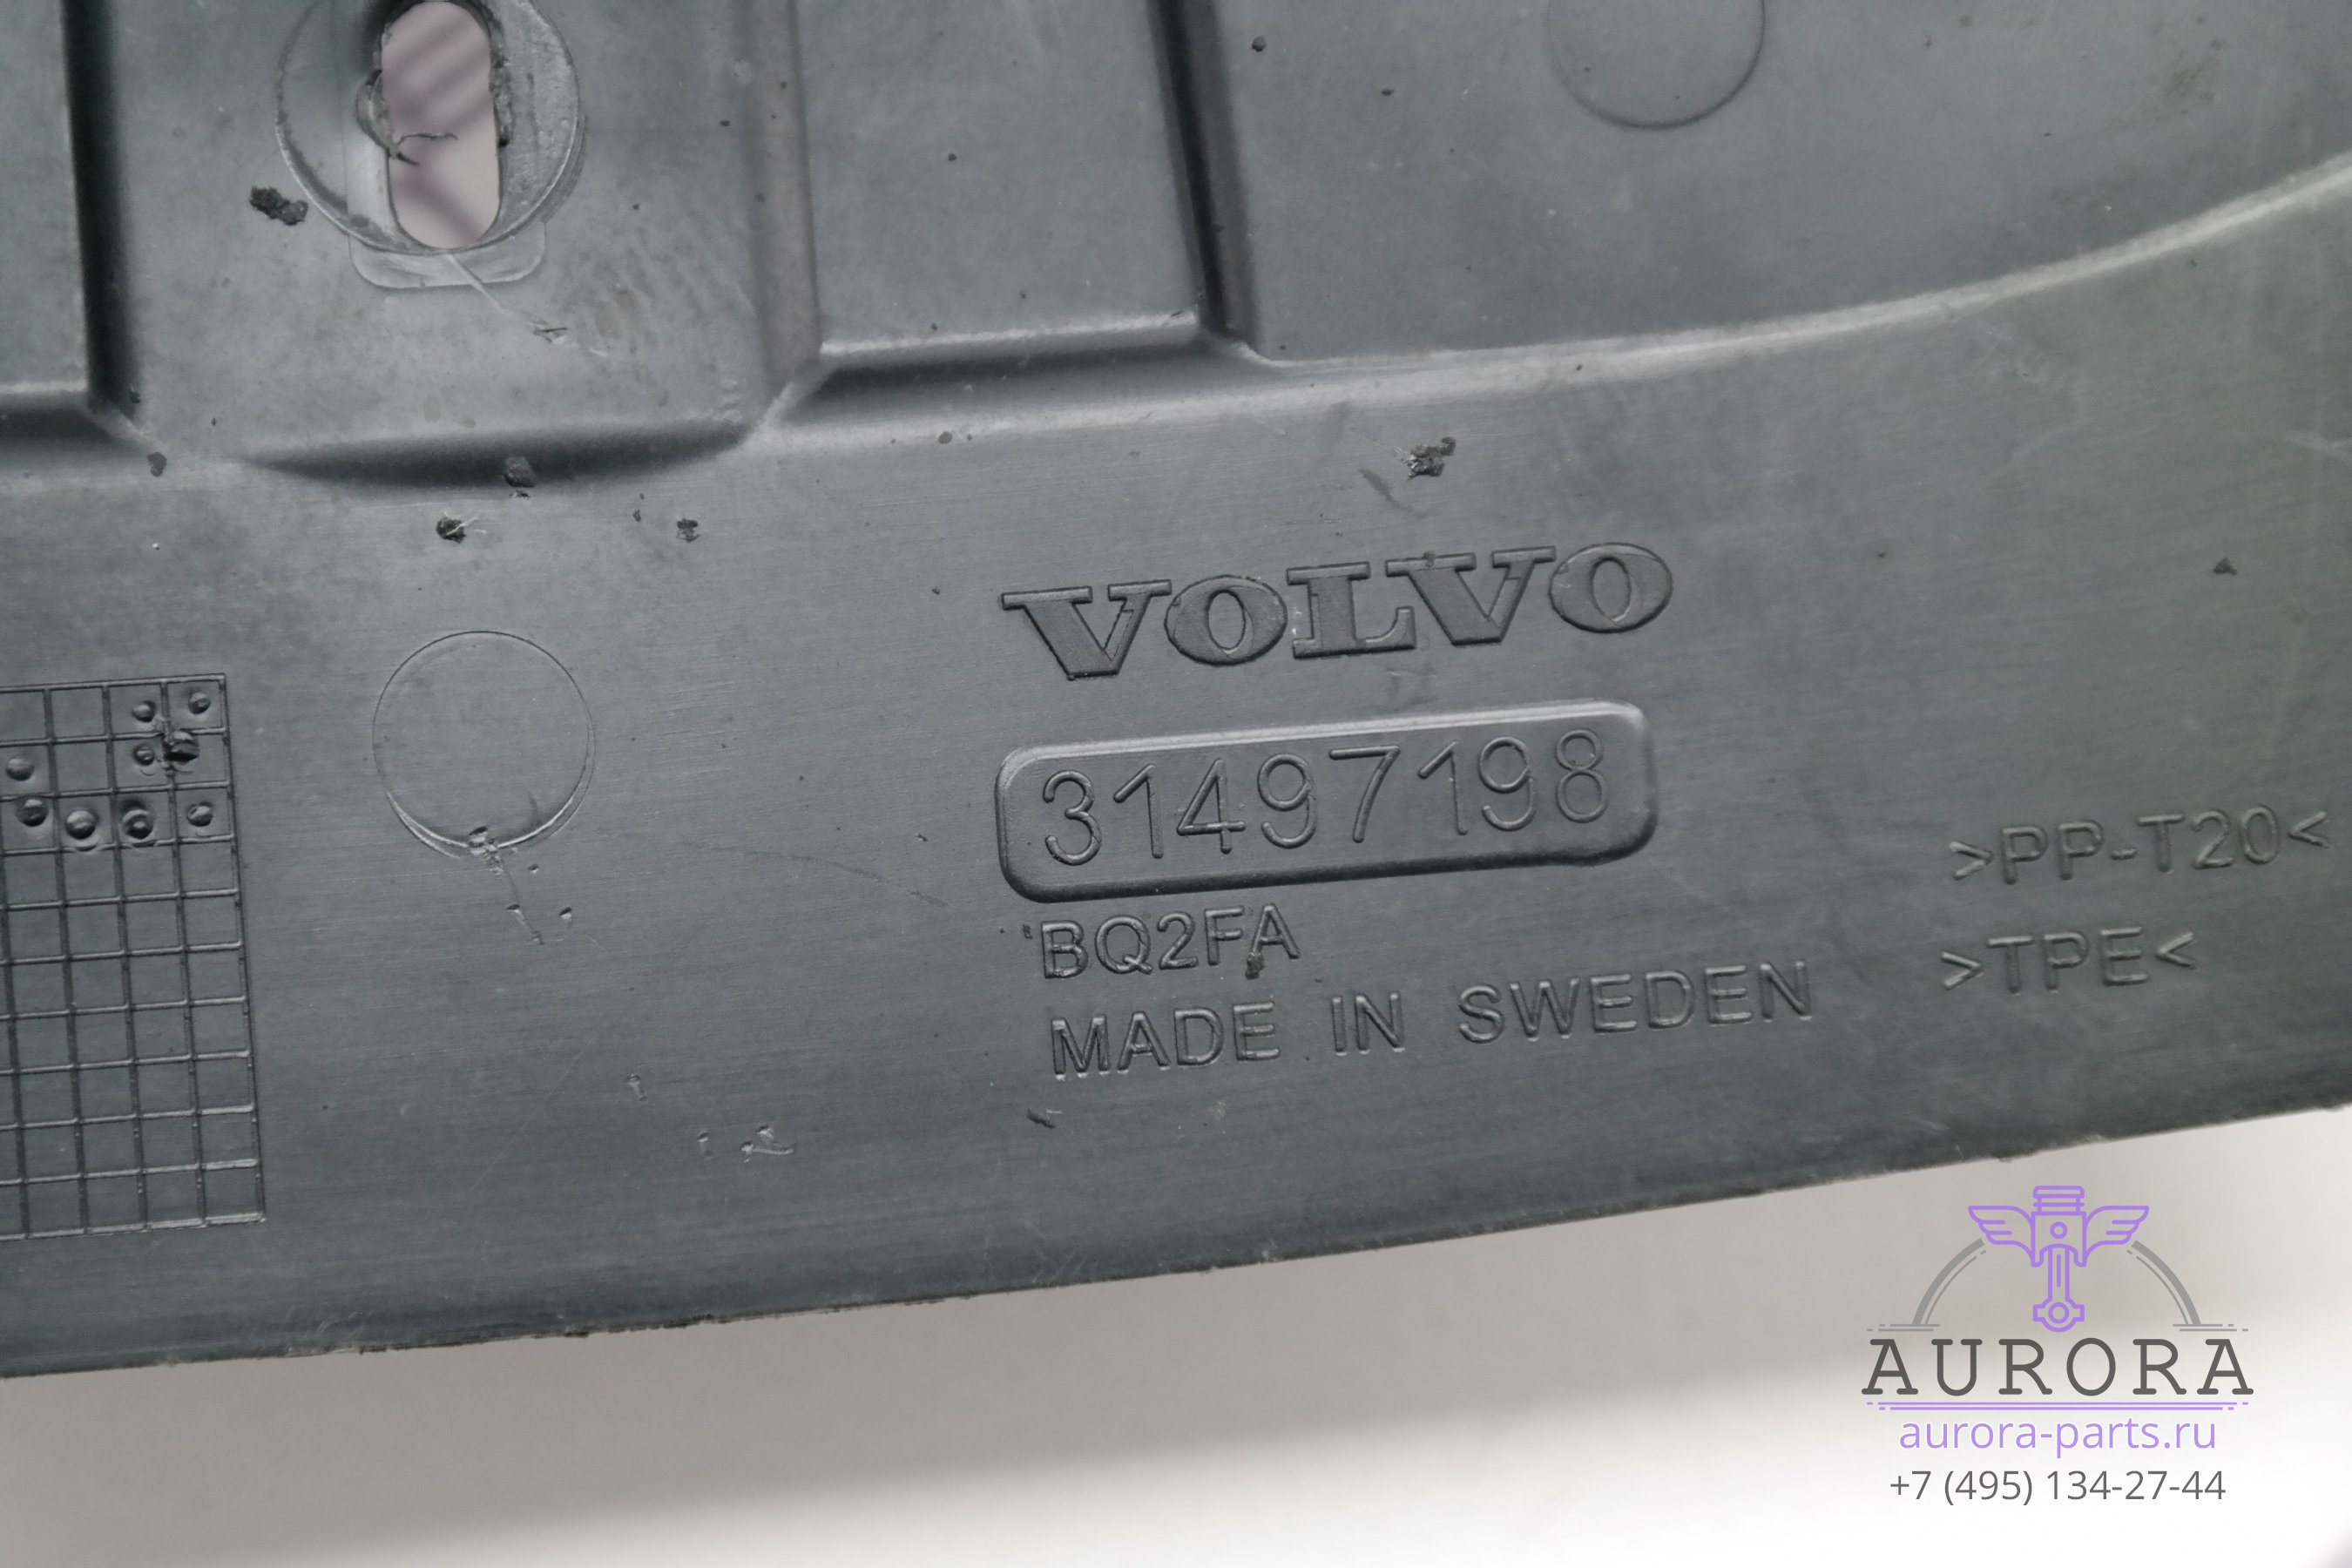 VOLVO
31497198
BQ2FA
MADE IN SWEDEN
>PP-T20<
>TPE<
AURORA
aurora-parts.ru
+7 (495) 134-27-44